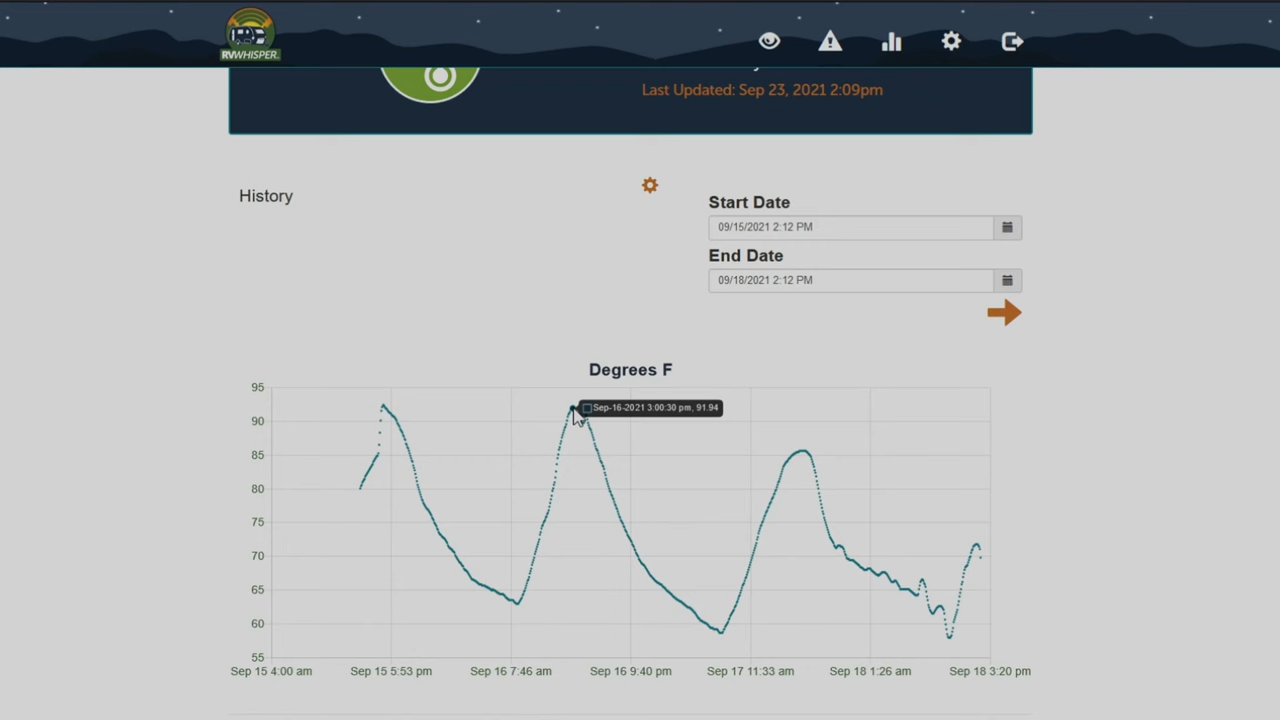 RVWHISPER
Last Updated: Sep 23, 2021 2:09pm
History
Start Date
09/15/2021 2:12 PM
End Date
09/18/2021 2:12 PM
Degrees F
95
90
85
80
75
70
65
60
55
Sep-16-2021 3:00:30 pm, 91.94
Sep 15 4:00 am
Sep 15 5:53 pm
Sep 16 7:46 am
Sep 16 9:40 pm
Sep 17 11:33 am
Sep 18 1:26 am
Sep 18 3:20 pm